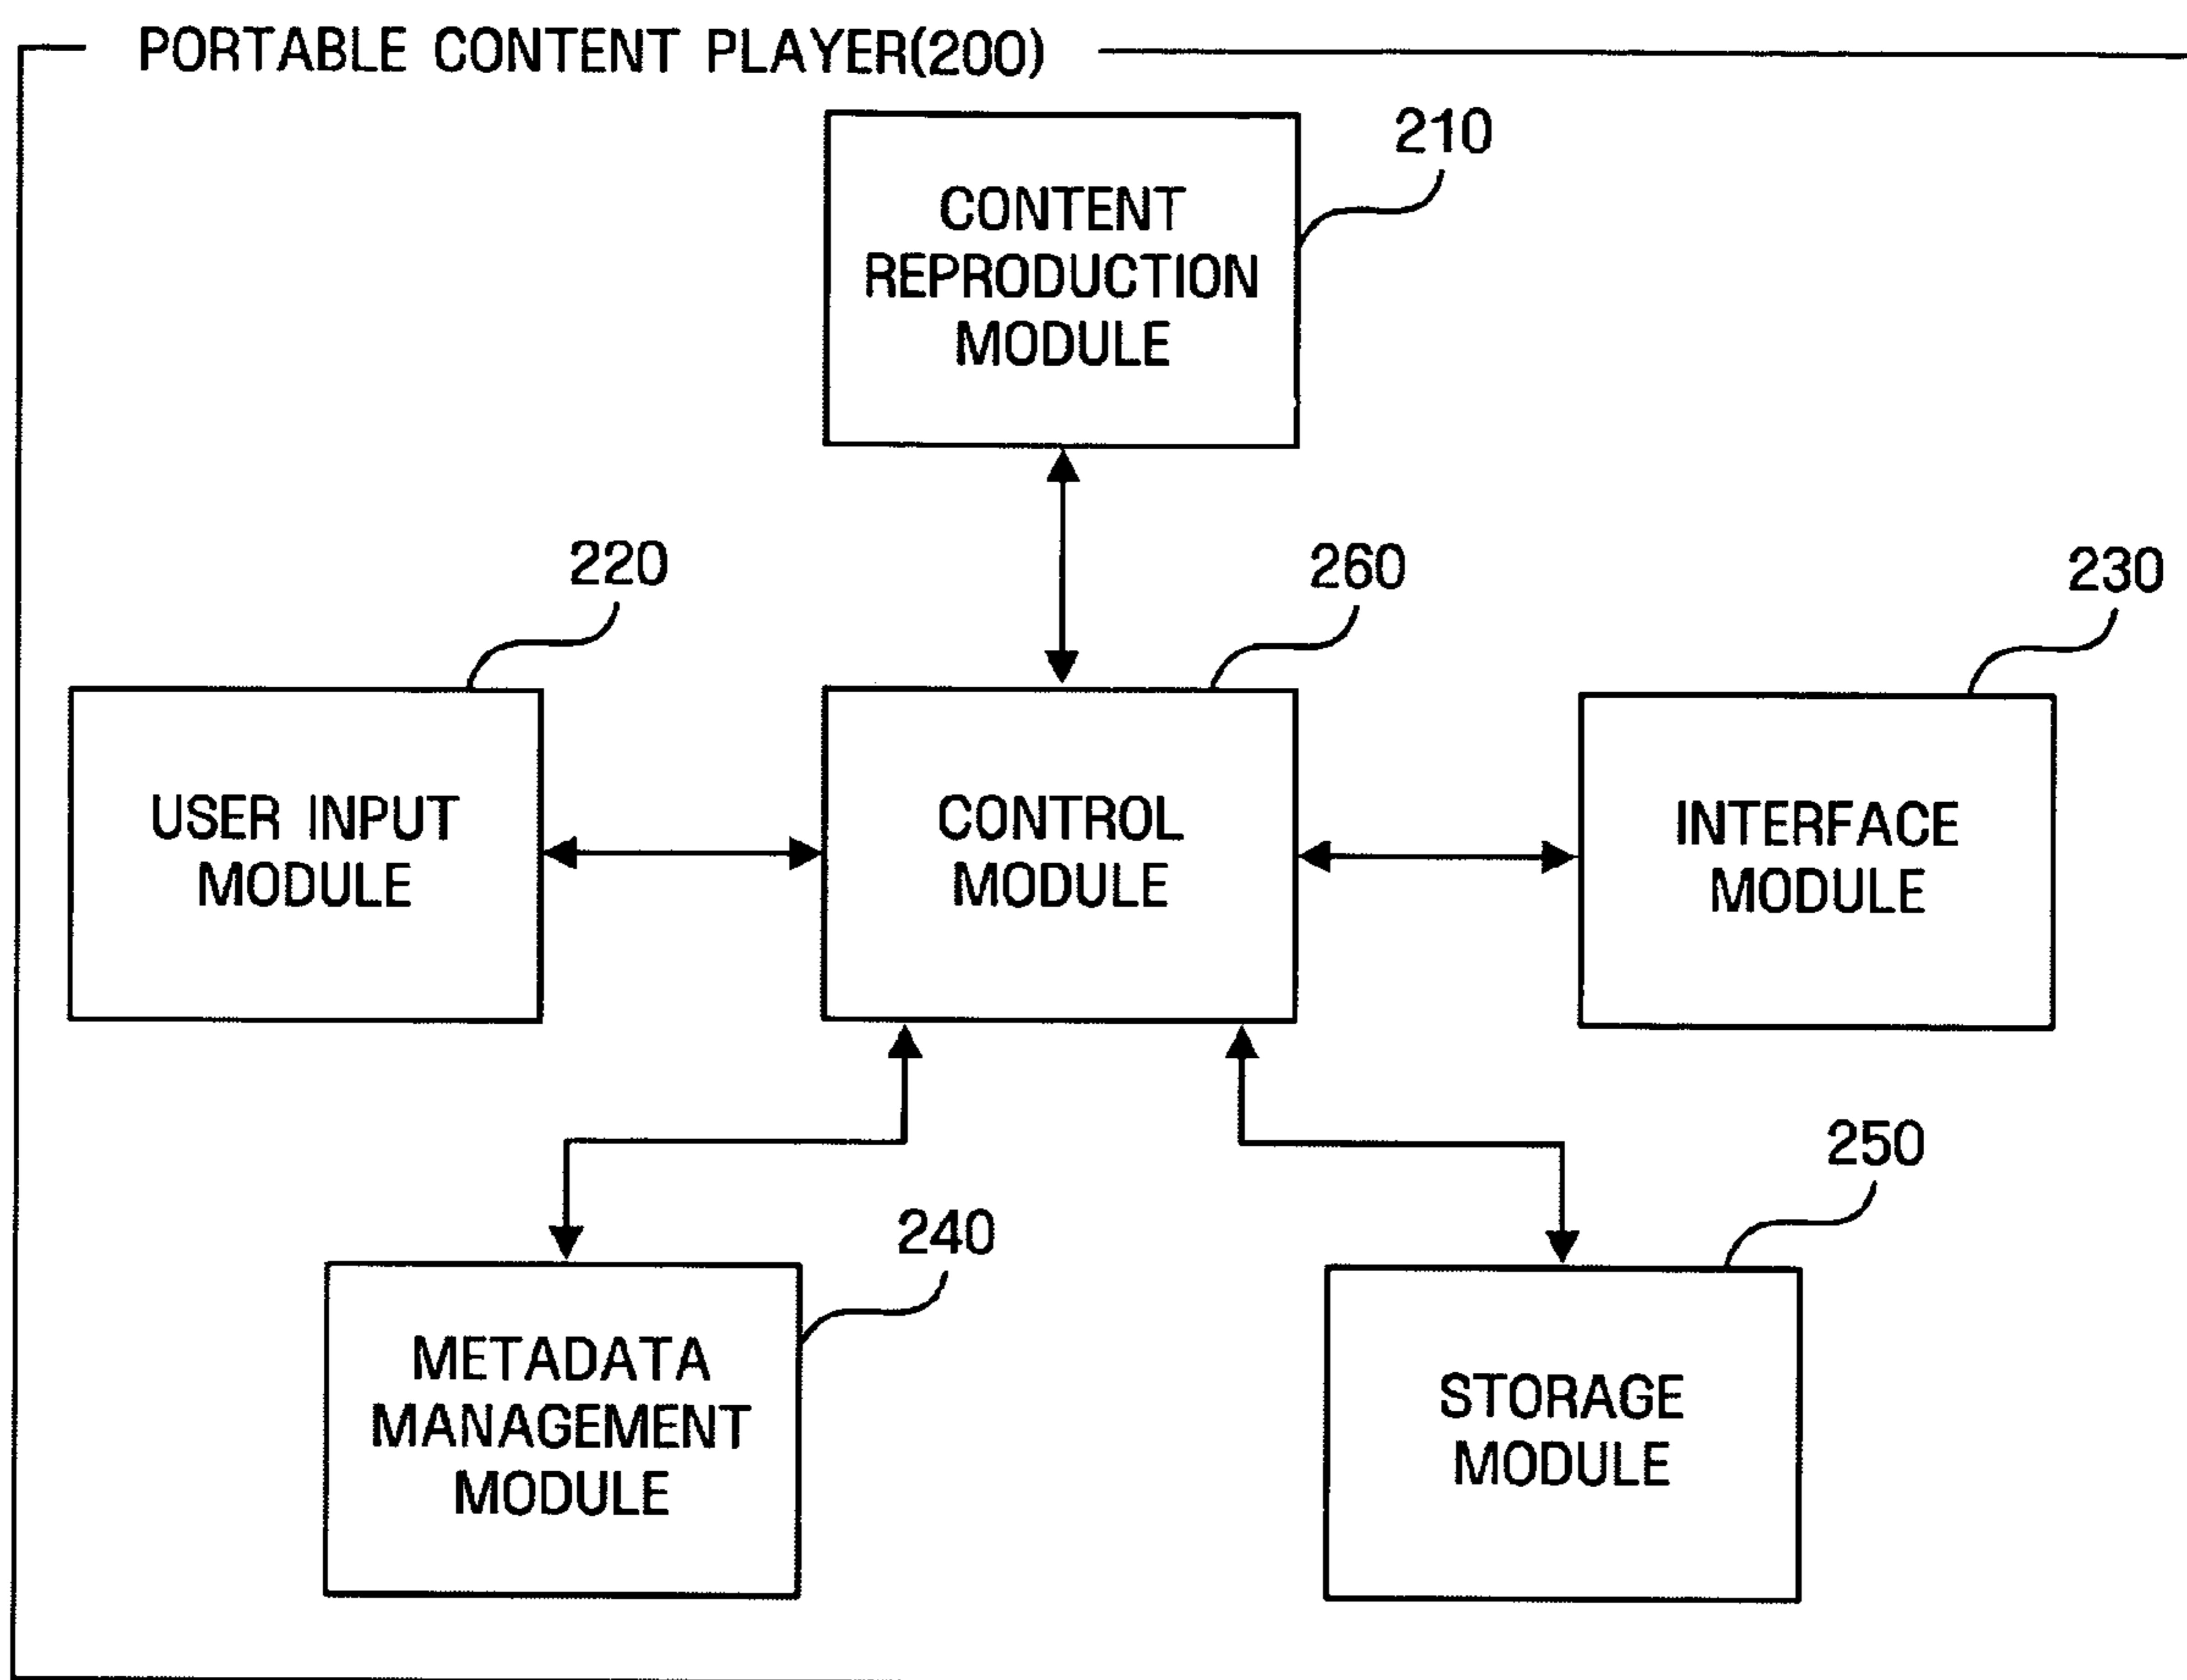 PORTABLE CONTENT PLAYER(200)
210
CONTENT
REPRODUCTION
MODULE
220
260
230
USER INPUT
MODULE
CONTROL
MODULE
INTERFACE
MODULE
240
250
METADATA
MANAGEMENT
MODULE
STORAGE
MODULE